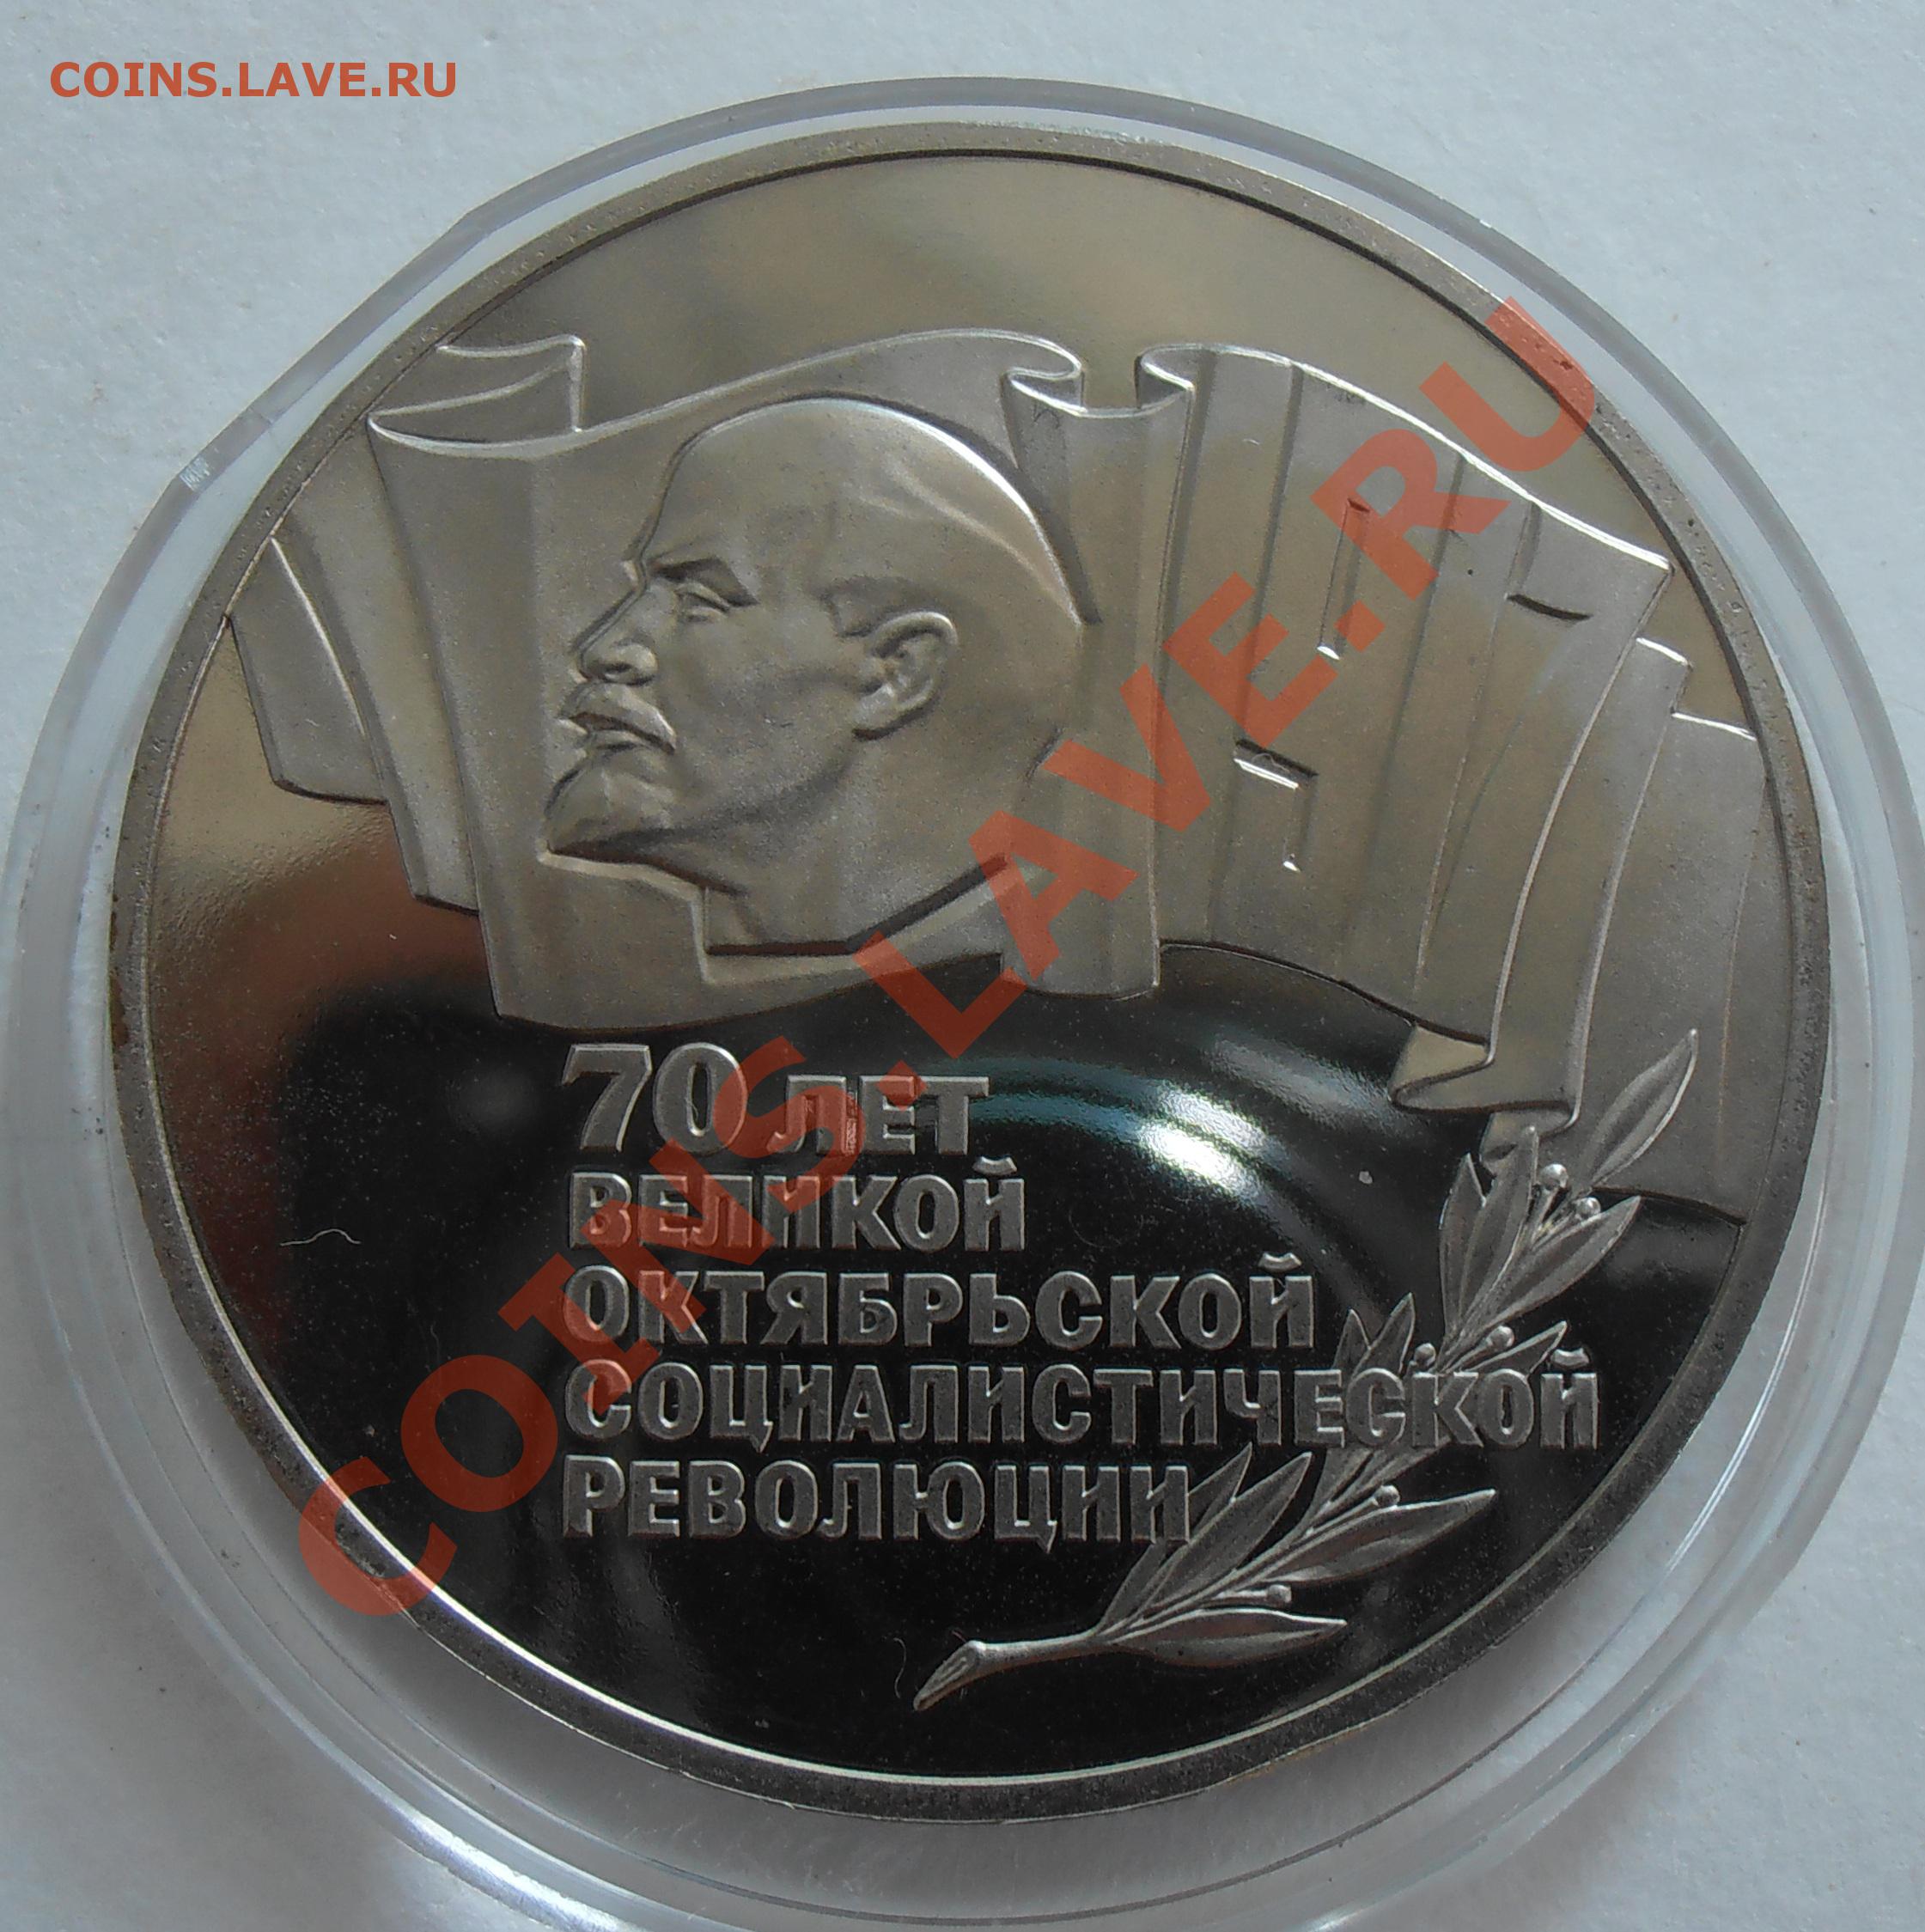 COINS.LAVE.RU
COINS.LAVE.RU
70 ЛЕТ
ВЕЛИКОЙ
ОКТЯБРЬСКОЙ
СОЦИАЛИСТИЧЕСКОЙ
РЕВОЛЮЦИИ